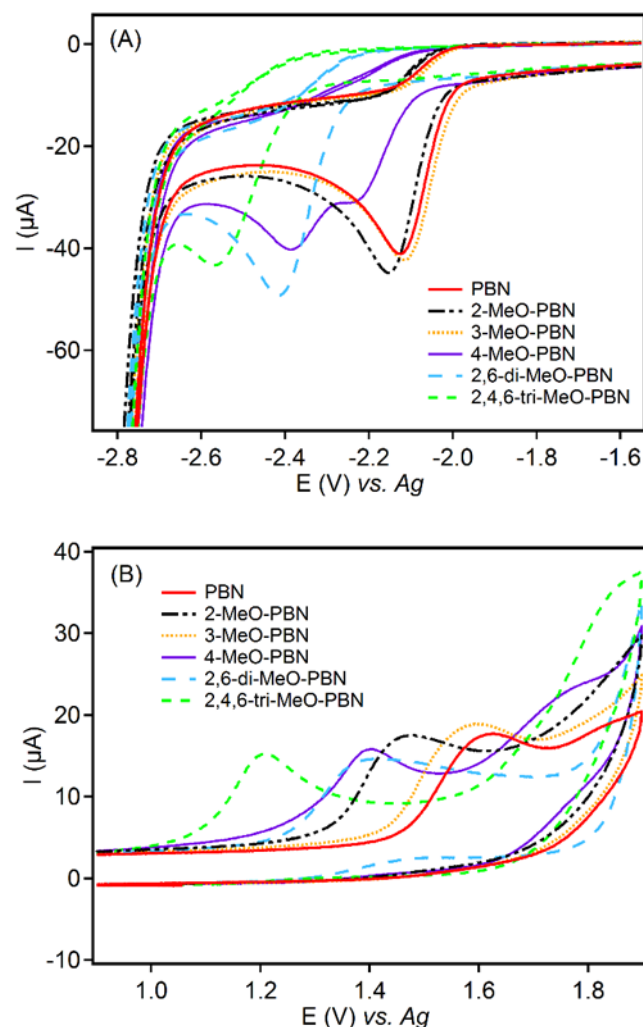 (A)
0
-20
-40
-60
I (µA)
PBN
2-MeO-PBN
3-MeO-PBN
4-MeO-PBN
2,6-di-MeO-PBN
2,4,6-tri-MeO-PBN
-2.8 -2.6 -2.4 -2.2 -2.0 -1.8 -1.6
E (V) vs. Ag
(B)
40
30
20
10
0
-10
I (µA)
PBN
2-MeO-PBN
3-MeO-PBN
4-MeO-PBN
2,6-di-MeO-PBN
2,4,6-tri-MeO-PBN
1.0 1.2 1.4 1.6 1.8
E (V) vs. Ag